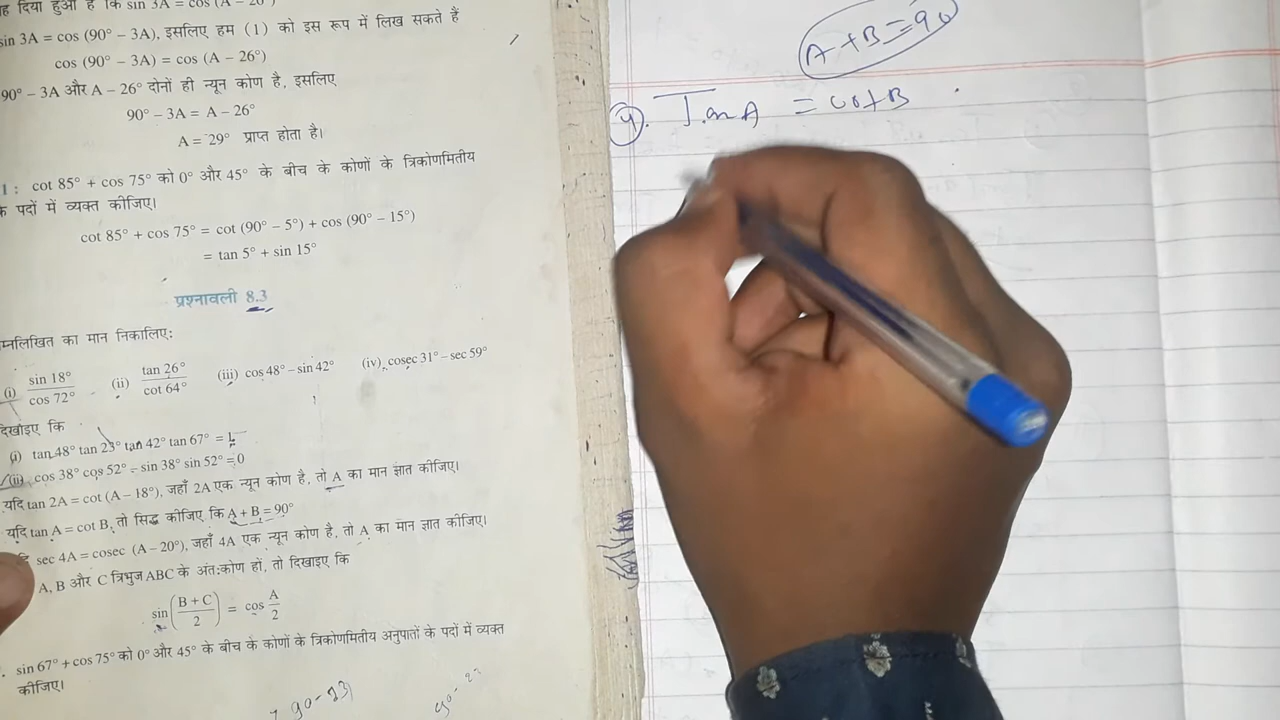 दिया हुआ है कि sin 3A = cos (A – 26°)
sin 3A = cos (90° – 3A), इसलिए हम (1) को इस रूप में लिख सकते हैं
cos (90° – 3A) = cos (A – 26°)
90° – 3A और A – 26° दोनों ही न्यून कोण है, इसलिए
90° – 3A = A – 26°
A = 29° प्राप्त होता है।
1 : cot 85° + cos 75° को 0° और 45° के बीच के कोणों के त्रिकोणमितीय
के पदों में व्यक्त कीजिए।
cot 85° + cos 75° = cot (90° – 5°) + cos (90° – 15°)
= tan 5° + sin 15°
प्रश्नावली 8.3
म्नलिखित का मान निकालिए:
(i) sin 18° / cos 72° (ii) tan 26° / cot 64° (iii) cos 48° – sin 42° (iv) cosec 31° – sec 59°
दिखाइए कि
(i) tan 48° tan 23° tan 42° tan 67° = 1
(ii) cos 38° cos 52° – sin 38° sin 52° = 0
यदि tan 2A = cot (A – 18°), जहाँ 2A एक न्यून कोण है, तो A का मान ज्ञात कीजिए।
यदि tan A = cot B, तो सिद्ध कीजिए कि A + B = 90°
sec 4A = cosec (A – 20°), जहाँ 4A एक न्यून कोण है, तो A का मान ज्ञात कीजिए।
A, B और C त्रिभुज ABC के अंत:कोण हों, तो दिखाइए कि
sin ( B + C / 2 ) = cos A / 2
sin 67° + cos 75° को 0° और 45° के बीच के कोणों के त्रिकोणमितीय अनुपातों के पदों में व्यक्त
कीजिए।
90-23
A+B=90
4. Tan A = cot B